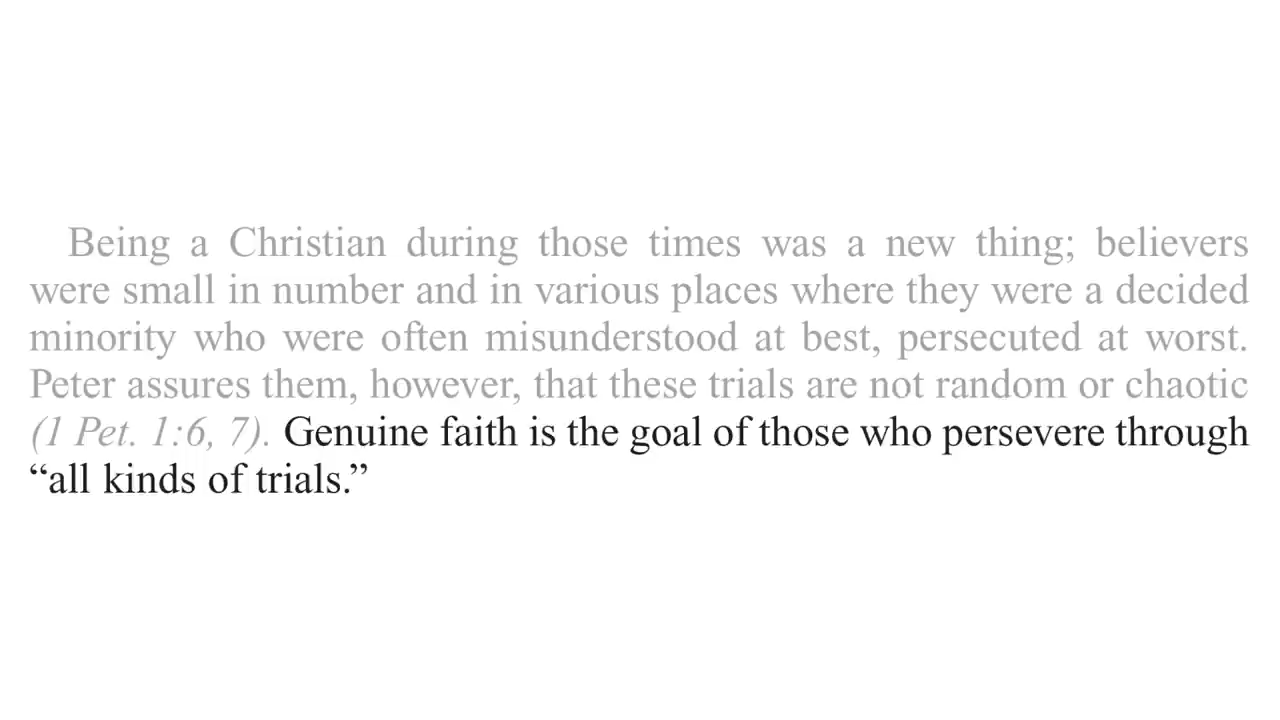 Being a Christian during those times was a new thing; believers
were small in number and in various places where they were a decided
minority who were often misunderstood at best, persecuted at worst.
Peter assures them, however, that these trials are not random or chaotic
(1 Pet. 1:6, 7). Genuine faith is the goal of those who persevere through
“all kinds of trials.”